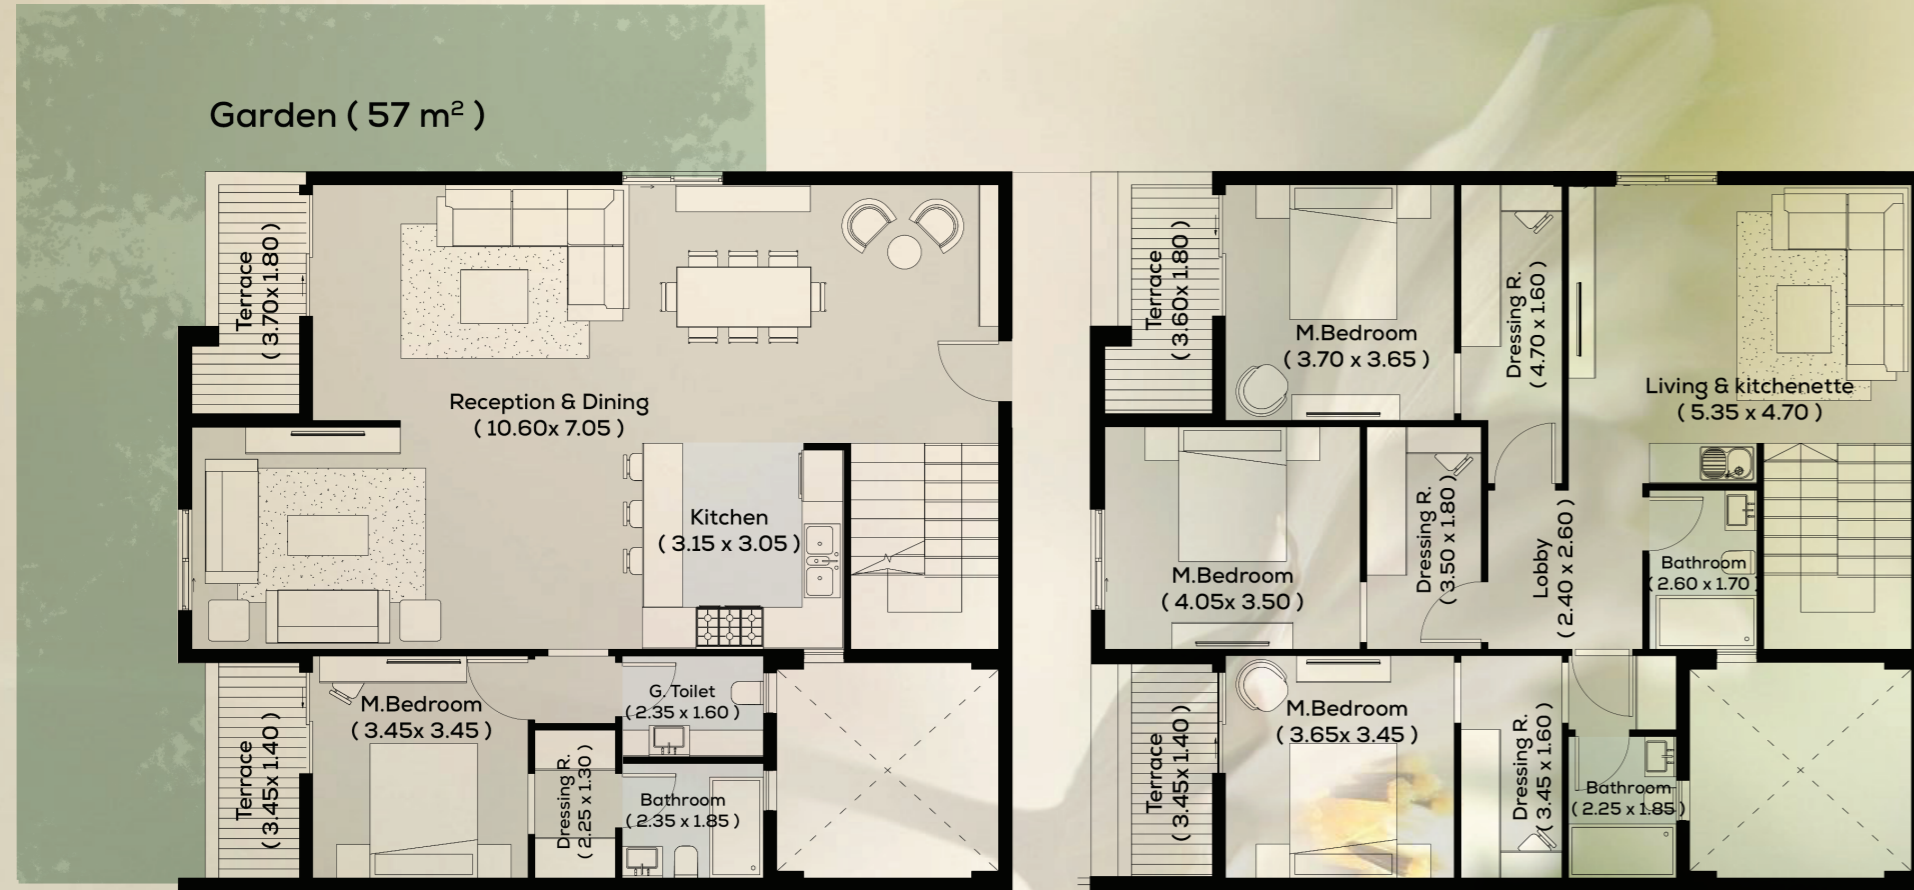 Garden ( 57 m² )
Terrace
( 3.70x 1.80 )
Reception & Dining
( 10.60x 7.05 )
Kitchen
( 3.15 x 3.05 )
Terrace
( 3.45x 1.40 )
M.Bedroom
( 3.45x 3.45 )
Dressing R.
( 2.25 x 1.30 )
G. Toilet
( 2.35 x 1.60 )
Bathroom
( 2.35 x 1.85 )
Terrace
( 3.60x 1.80 )
M.Bedroom
( 3.70 x 3.65 )
Dressing R.
( 4.70 x 1.60 )
Living & kitchenette
( 5.35 x 4.70 )
M.Bedroom
( 4.05x 3.50 )
Dressing R.
( 3.50 x 1.80 )
Lobby
( 2.40 x 2.60 )
Bathroom
( 2.60 x 1.70
Terrace
( 3.45x 1.40 )
M.Bedroom
( 3.65x 3.45 )
Dressing R.
( 3.45 x 1.60 )
Bathroom
( 2.25 x 1.85 )